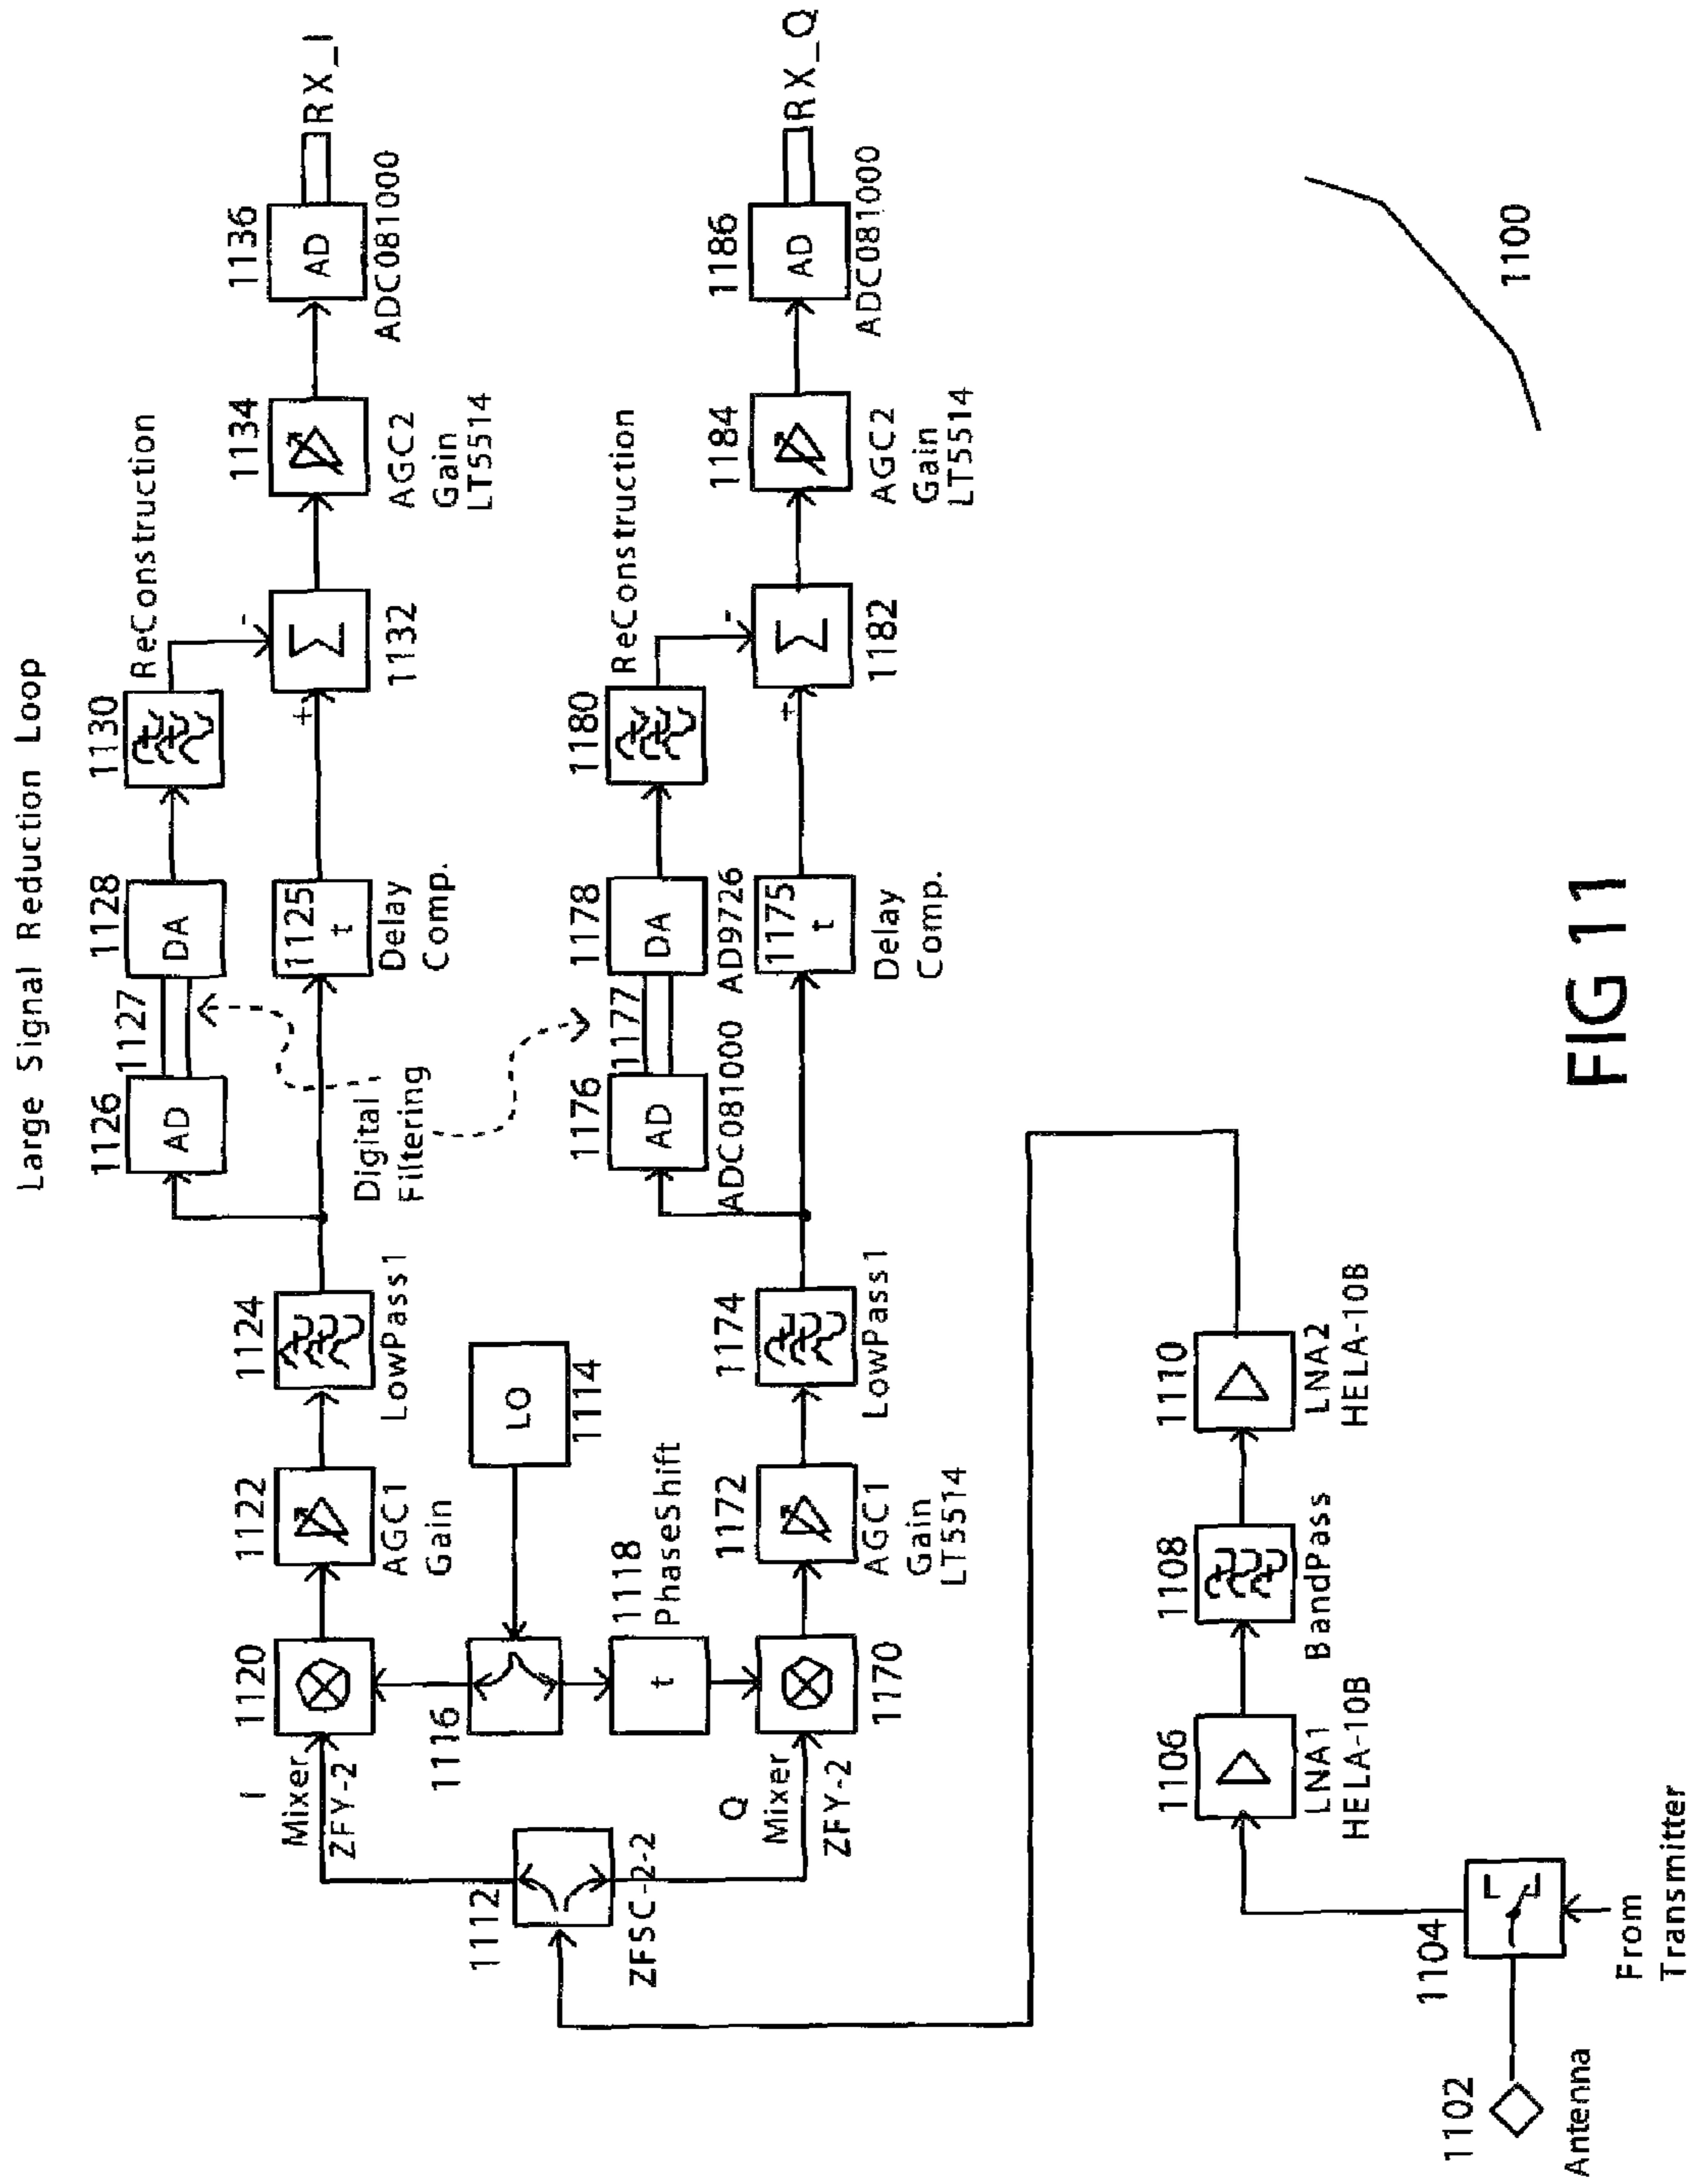 Large Signal Reduction Loop
1126
AD
1127
1128
DA
1130
ReConstruction
I
Mixer
ZFY-2
1120
1122
AGC1
Gain
1124
LowPass1
Digital
Filtering
1125
t
Delay
Comp.
+
-
Σ
1132
1134
AGC2
Gain
LT5514
1136
AD
ADC081000
RX_I
1112
ZFSC-2-2
1116
LO
1114
1118
PhaseShift
t
1176
AD
ADC081000
1177
1178
DA
AD9726
1180
ReConstruction
Q
Mixer
ZFY-2
1170
1172
AGC1
Gain
LT5514
1174
LowPass1
1175
t
Delay
Comp.
+
-
Σ
1182
1184
AGC2
Gain
LT5514
1186
AD
ADC081000
RX_Q
1102
Antenna
1104
From
Transmitter
1106
LNA1
HELA-10B
1108
BandPass
1110
LNA2
HELA-10B
1100
FIG 11